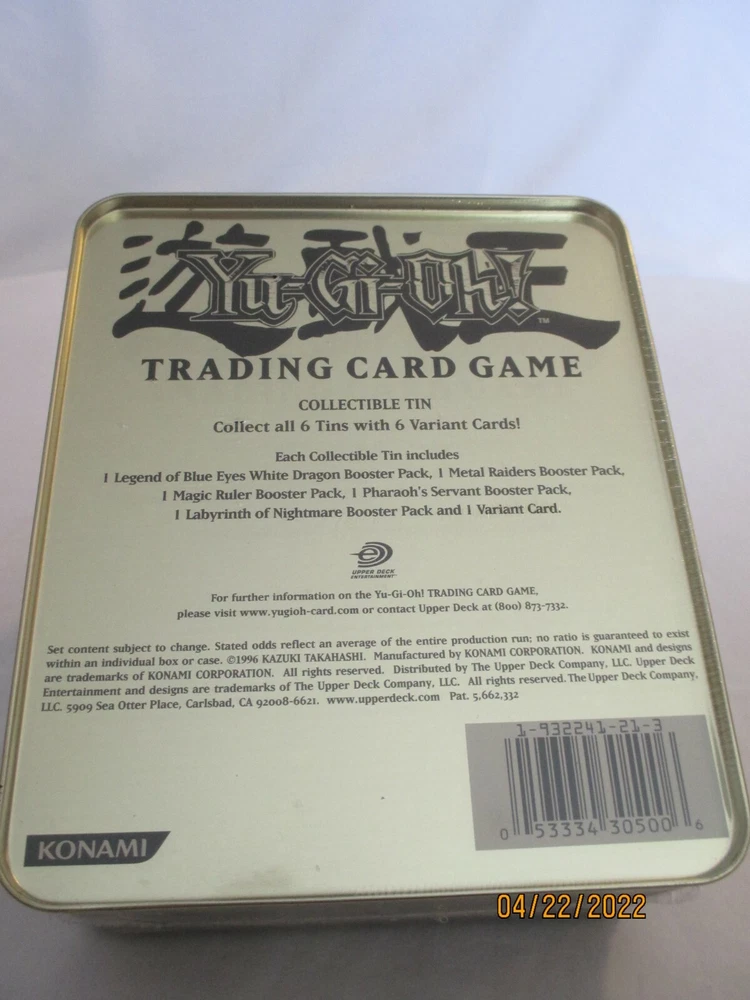 遊戯王
Yu-Gi-Oh!™
TRADING CARD GAME
COLLECTIBLE TIN
Collect all 6 Tins with 6 Variant Cards!
Each Collectible Tin includes
1 Legend of Blue Eyes White Dragon Booster Pack, 1 Metal Raiders Booster Pack,
1 Magic Ruler Booster Pack, 1 Pharaoh's Servant Booster Pack,
1 Labyrinth of Nightmare Booster Pack and 1 Variant Card.
UPPER DECK
ENTERTAINMENT™
For further information on the Yu-Gi-Oh! TRADING CARD GAME,
please visit www.yugioh-card.com or contact Upper Deck at (800) 873-7332.
Set content subject to change. Stated odds reflect an average of the entire production run; no ratio is guaranteed to exist
within an individual box or case. ©1996 KAZUKI TAKAHASHI. Manufactured by KONAMI CORPORATION. KONAMI and designs
are trademarks of KONAMI CORPORATION. All rights reserved. Distributed by The Upper Deck Company, LLC. Upper Deck
Entertainment and designs are trademarks of The Upper Deck Company, LLC. All rights reserved. The Upper Deck Company,
LLC. 5909 Sea Otter Place, Carlsbad, CA 92008-6621. www.upperdeck.com Pat. 5,662,332
1-932241-21-3
0 53334 30500 6
KONAMI
04/22/2022